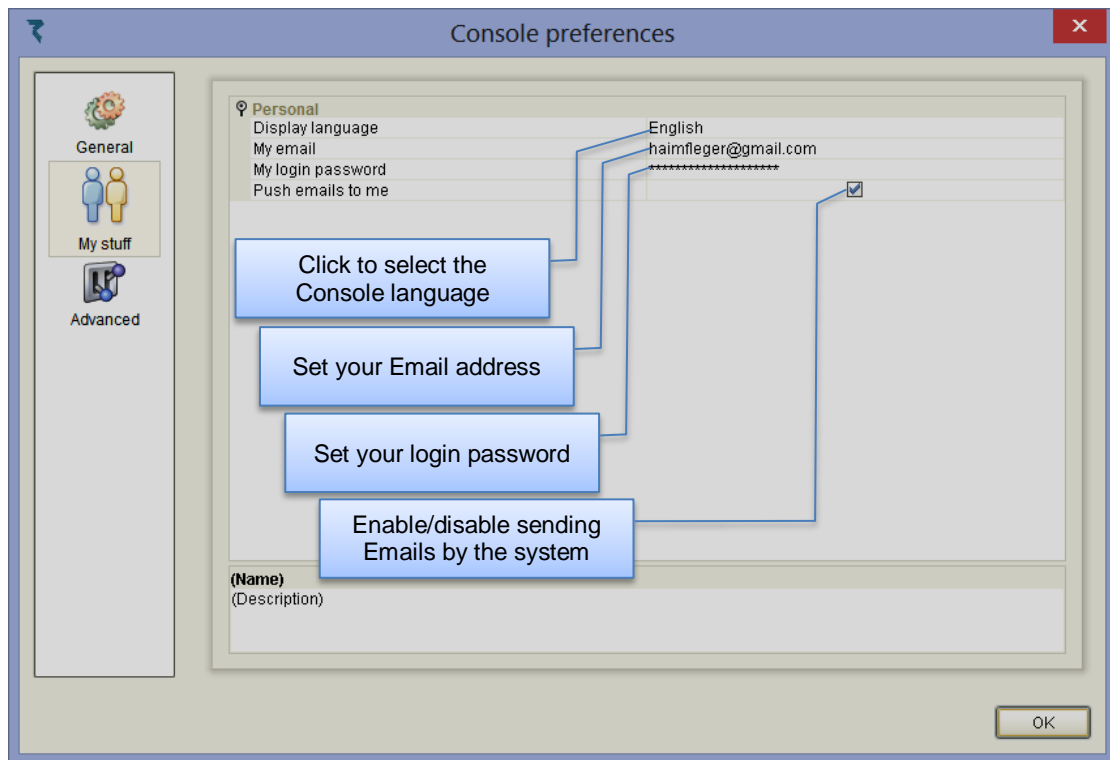 Console preferences
General
My stuff
Advanced
Personal
Display language English
My email haimfleger@gmail.com
My login password ********************
Push emails to me
Click to select the
Console language
Set your Email address
Set your login password
Enable/disable sending
Emails by the system
(Name)
(Description)
OK